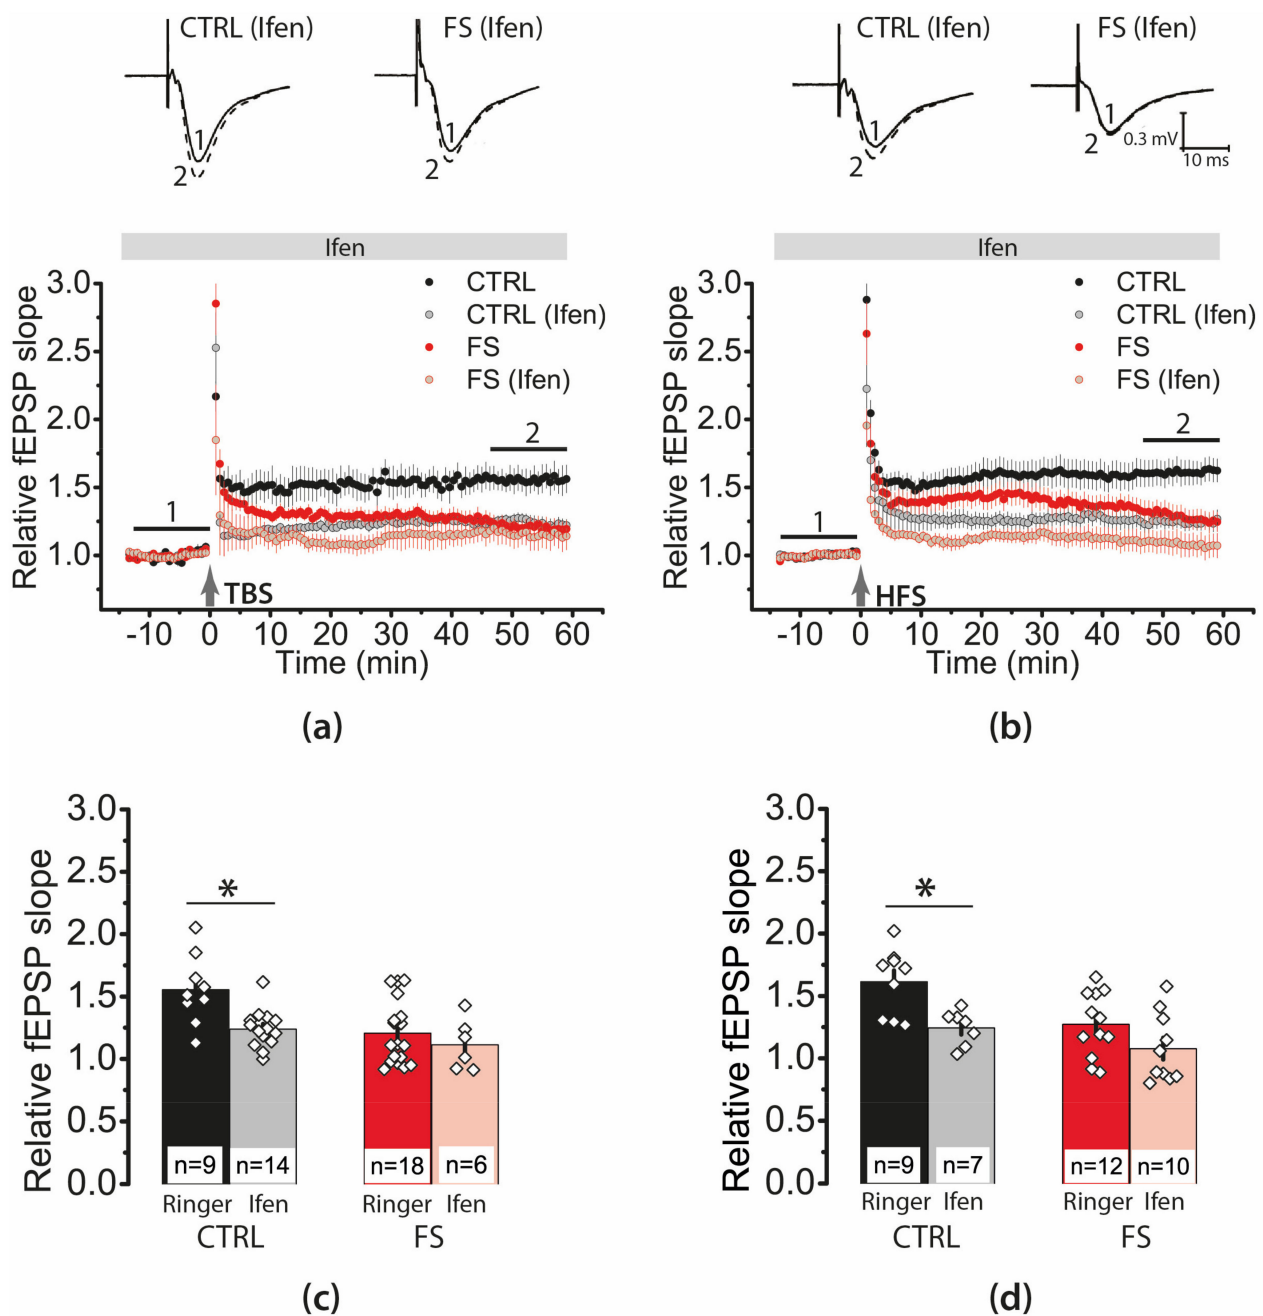 CTRL (Ifen)
FS (Ifen)
1
2
1
2
CTRL (Ifen)
FS (Ifen)
1
2
1
2
0.3 mV
10 ms
Ifen
3.0
2.5
2.0
1.5
1.0
Relative fEPSP slope
CTRL
CTRL (Ifen)
FS
FS (Ifen)
1
2
TBS
-10 0 10 20 30 40 50 60
Time (min)
(a)
Ifen
3.0
2.5
2.0
1.5
1.0
Relative fEPSP slope
CTRL
CTRL (Ifen)
FS
FS (Ifen)
1
2
HFS
-10 0 10 20 30 40 50 60
Time (min)
(b)
3.0
2.5
2.0
1.5
1.0
0.5
0.0
Relative fEPSP slope
*
n=9 n=14 n=18 n=6
Ringer Ifen Ringer Ifen
CTRL FS
(c)
3.0
2.5
2.0
1.5
1.0
0.5
0.0
Relative fEPSP slope
*
n=9 n=7 n=12 n=10
Ringer Ifen Ringer Ifen
CTRL FS
(d)